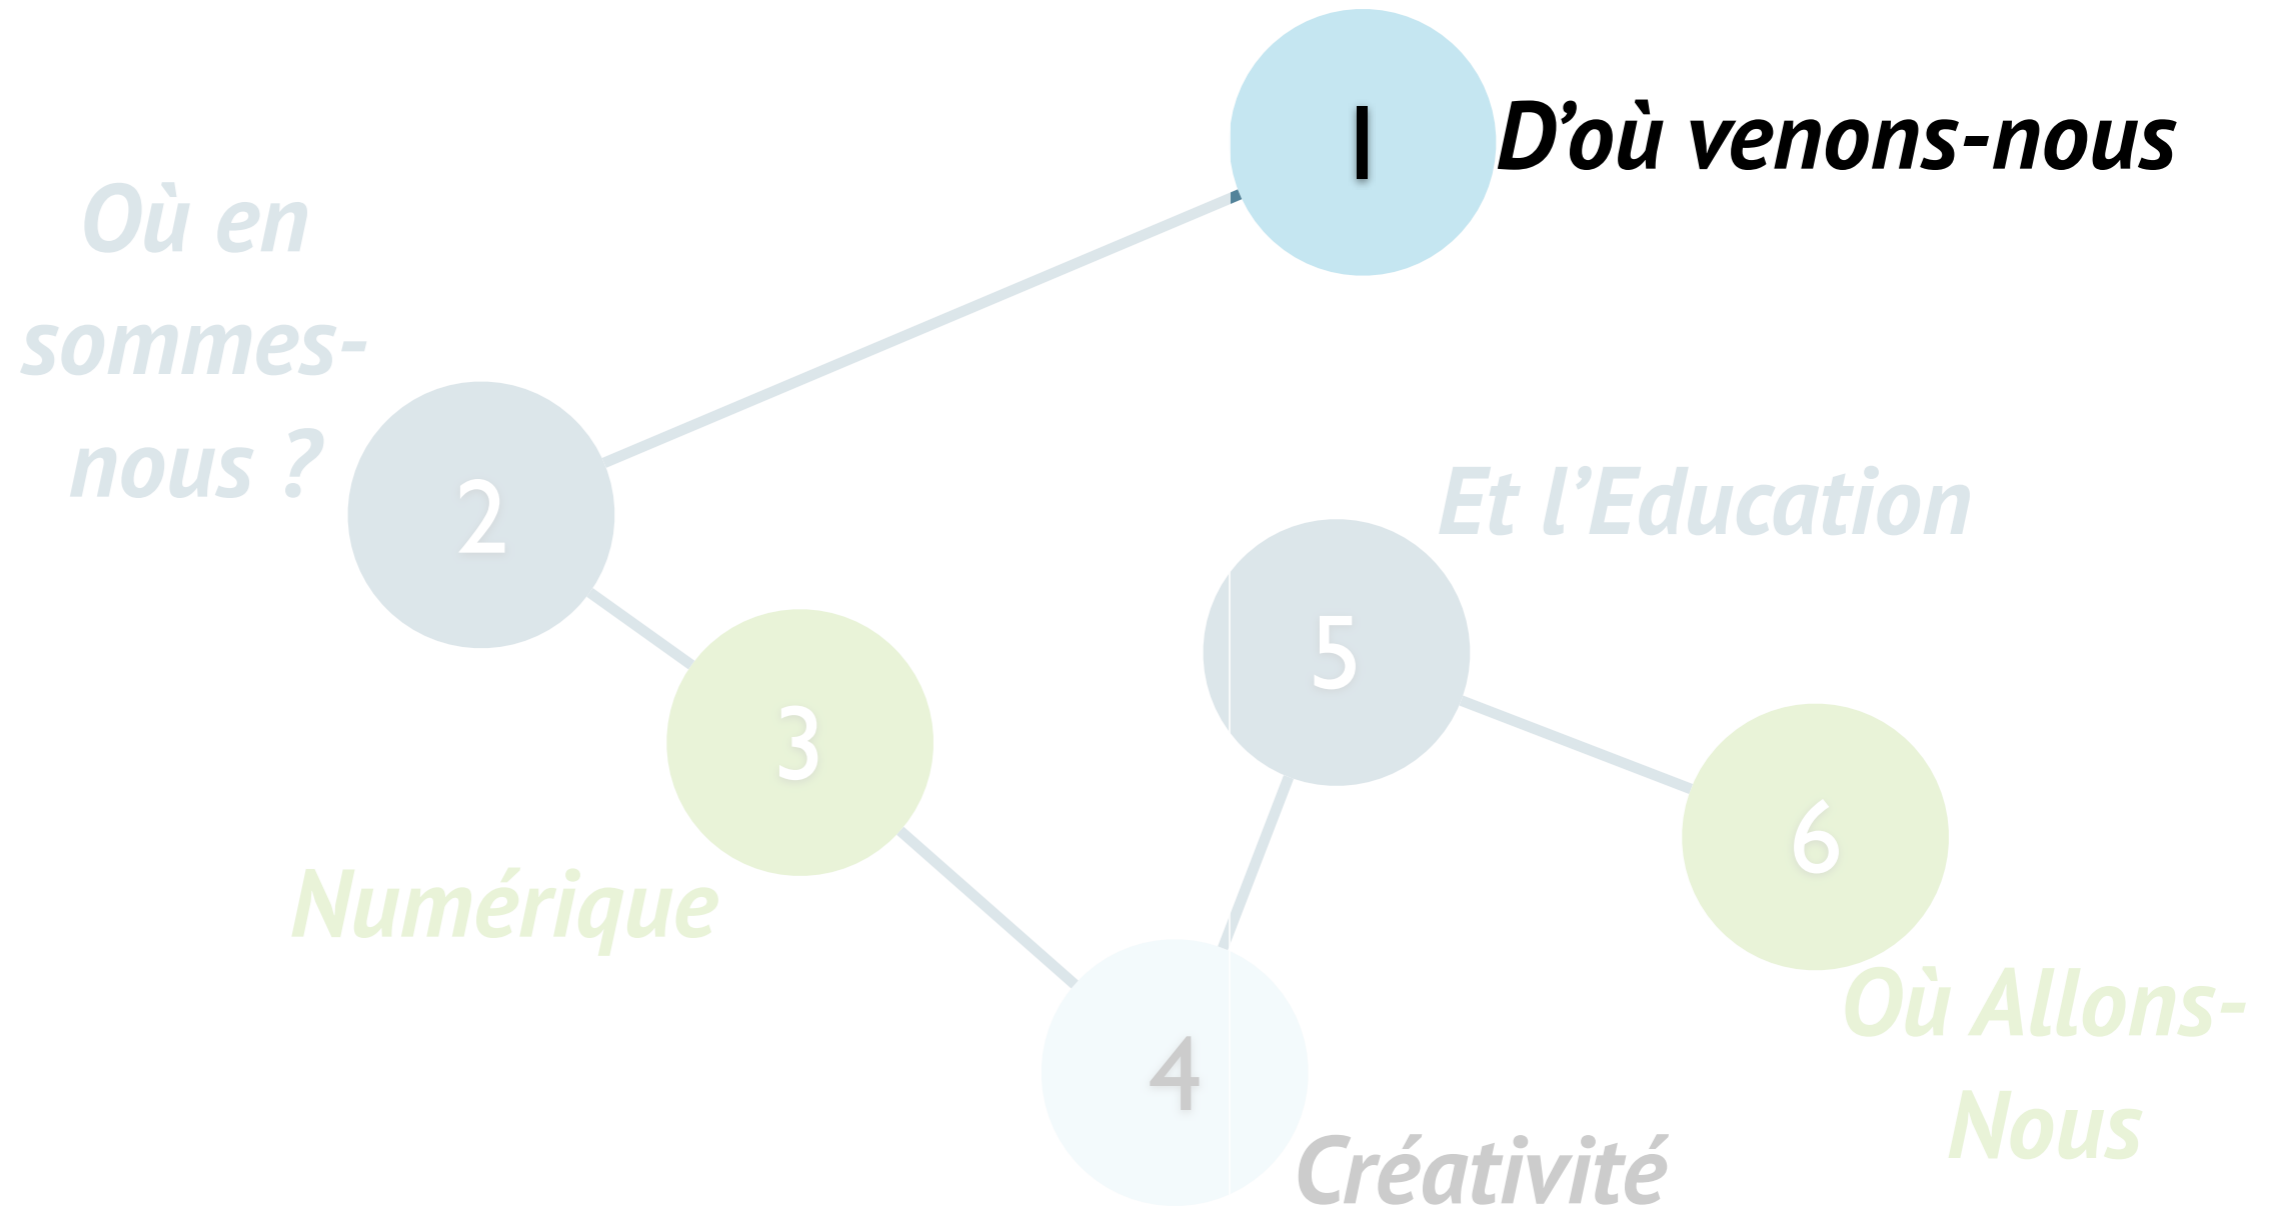 1
D’où venons-nous
Où en
sommes-
nous ?
2
3
Numérique
4
Créativité
5
Et l’Education
6
Où Allons-
Nous